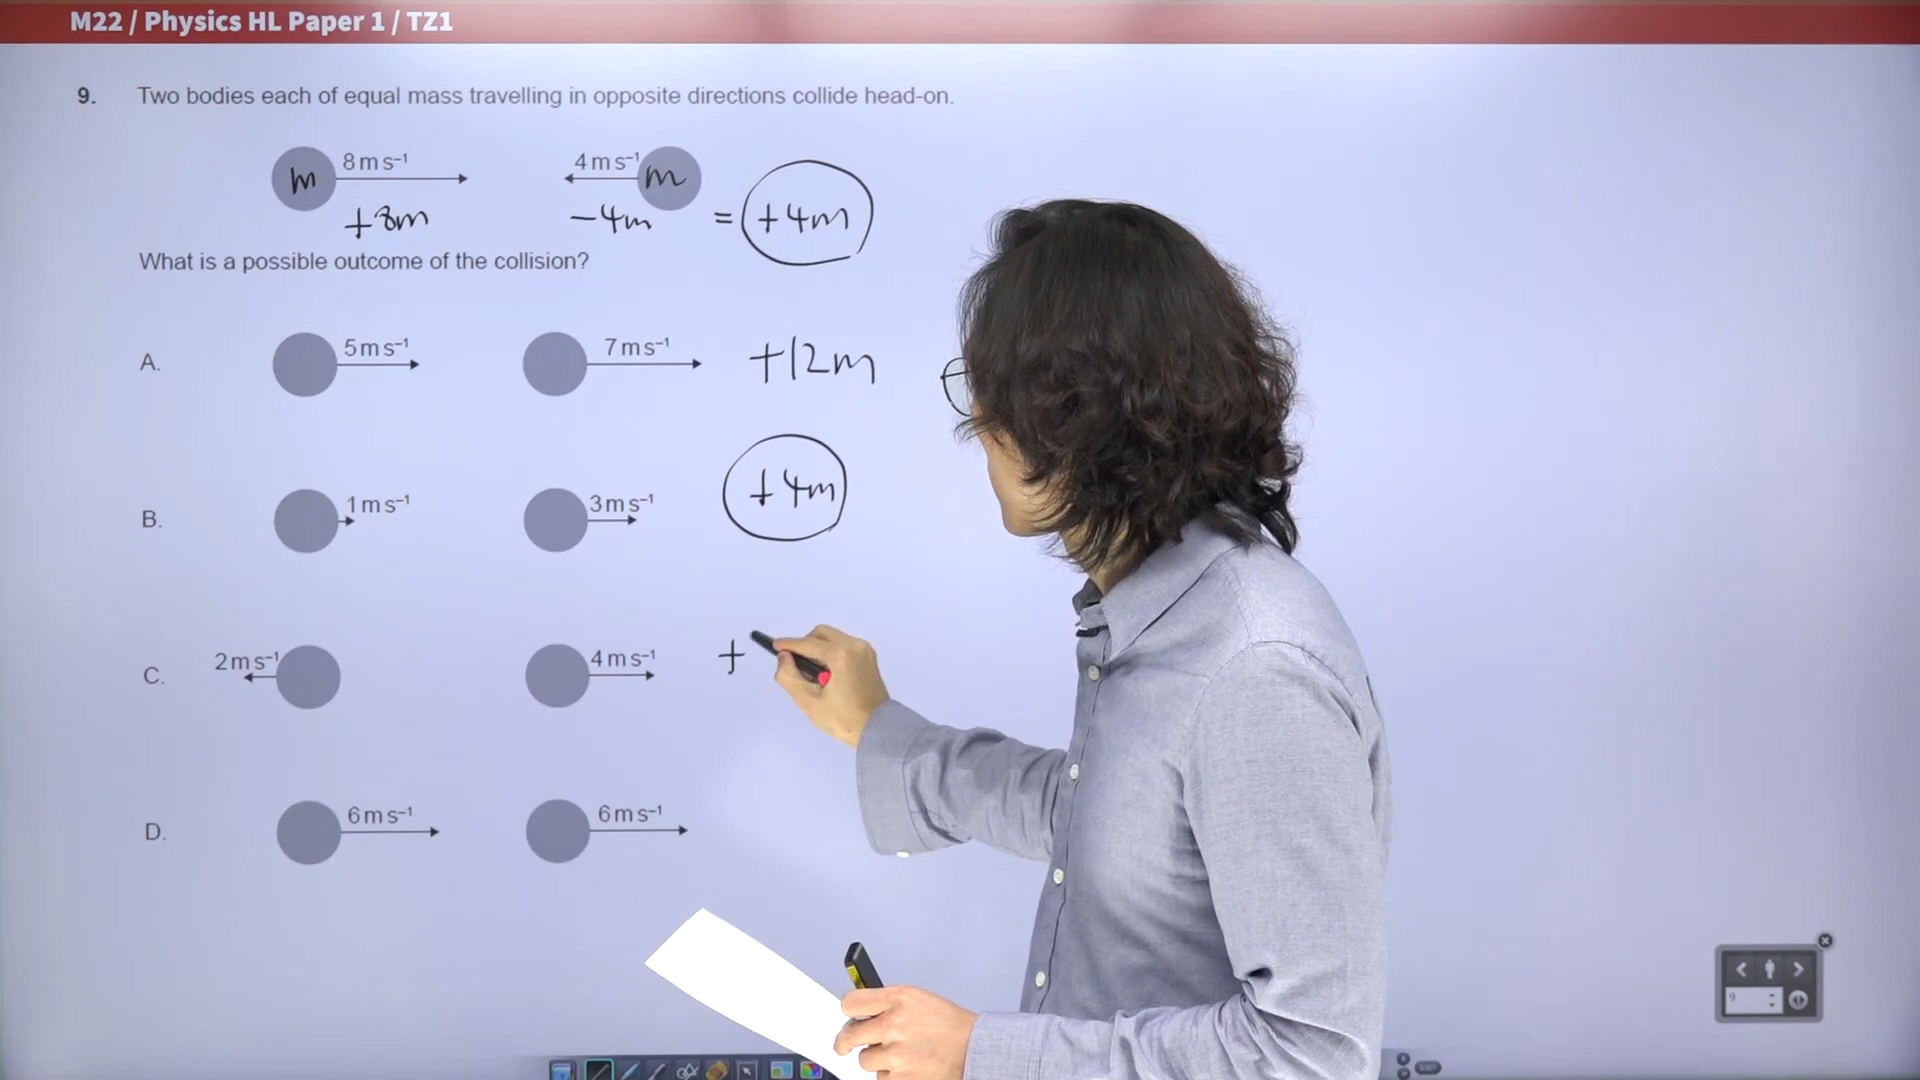 M22 / Physics HL Paper 1 / TZ1
9. Two bodies each of equal mass travelling in opposite directions collide head-on.
m 8 m s⁻¹ 4 m s⁻¹ m
+8m −4m = +4m
What is a possible outcome of the collision?
A. 5 m s⁻¹ 7 m s⁻¹ +12m
B. 1 m s⁻¹ 3 m s⁻¹ +4m
C. 2 m s⁻¹ 4 m s⁻¹ +
D. 6 m s⁻¹ 6 m s⁻¹
9